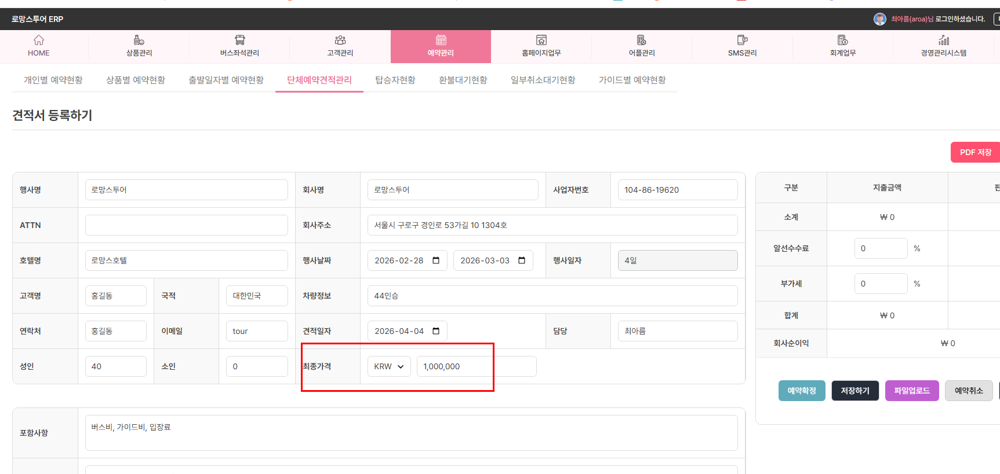 로망스투어 ERP
최아름(aroa)님 로그인하셨습니다.
HOME 상품관리 버스좌석관리 고객관리 예약관리 홈페이지업무 어플관리 SMS관리 회계업무 경영관리시스템
개인별 예약현황 상품별 예약현황 출발일자별 예약현황 단체예약견적관리 탑승자현황 환불대기현황 일부취소대기현황 가이드별 예약현황
견적서 등록하기
PDF 저장
행사명 로망스투어 회사명 로망스투어 사업자번호 104-86-19620
ATTN 회사주소 서울시 구로구 경인로 53가길 10 1304호
호텔명 로망스호텔 행사날짜 2026-02-28 2026-03-03 행사일자 4일
고객명 홍길동 국적 대한민국 차량정보 44인승
연락처 홍길동 이메일 tour 견적일자 2026-04-04 담당 최아름
성인 40 소인 0 최종가격 KRW 1,000,000
포함사항 버스비, 가이드비, 입장료
구분 지출금액
소계 ₩ 0
알선수수료 0 %
부가세 0 %
합계 ₩ 0
회사순이익 ₩ 0
예약확정 저장하기 파일업로드 예약취소